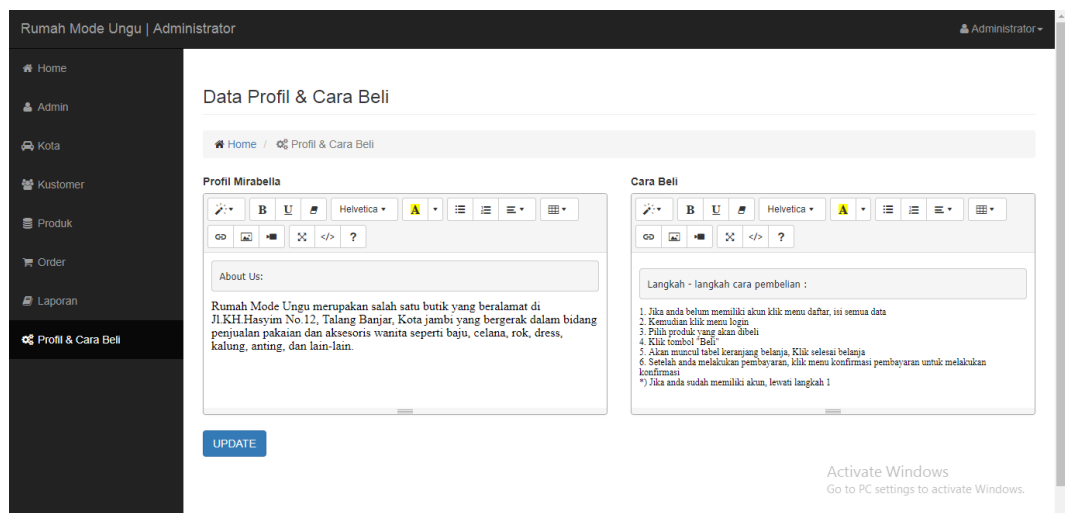 Rumah Mode Ungu | Administrator
Administrator
Home
Admin
Kota
Kustomer
Produk
Order
Laporan
Profil & Cara Beli
Data Profil & Cara Beli
Home / Profil & Cara Beli
Profil Mirabella
B U Helvetica A
</> ?
About Us:
Rumah Mode Ungu merupakan salah satu butik yang beralamat di
Jl.KH.Hasyim No.12, Talang Banjar, Kota jambi yang bergerak dalam bidang
penjualan pakaian dan aksesoris wanita seperti baju, celana, rok, dress,
kalung, anting, dan lain-lain.
Cara Beli
B U Helvetica A
</> ?
Langkah - langkah cara pembelian :
1. Jika anda belum memiliki akun klik menu daftar, isi semua data
2. Kemudian klik menu login
3. Pilih produk yang akan dibeli
4. Klik tombol "Beli"
5. Akan muncul tabel keranjang belanja, Klik selesai belanja
6. Setelah anda melakukan pembayaran, klik menu konfirmasi pembayaran untuk melakukan
konfirmasi
*) Jika anda sudah memiliki akun, lewati langkah 1
UPDATE
Activate Windows
Go to PC settings to activate Windows.